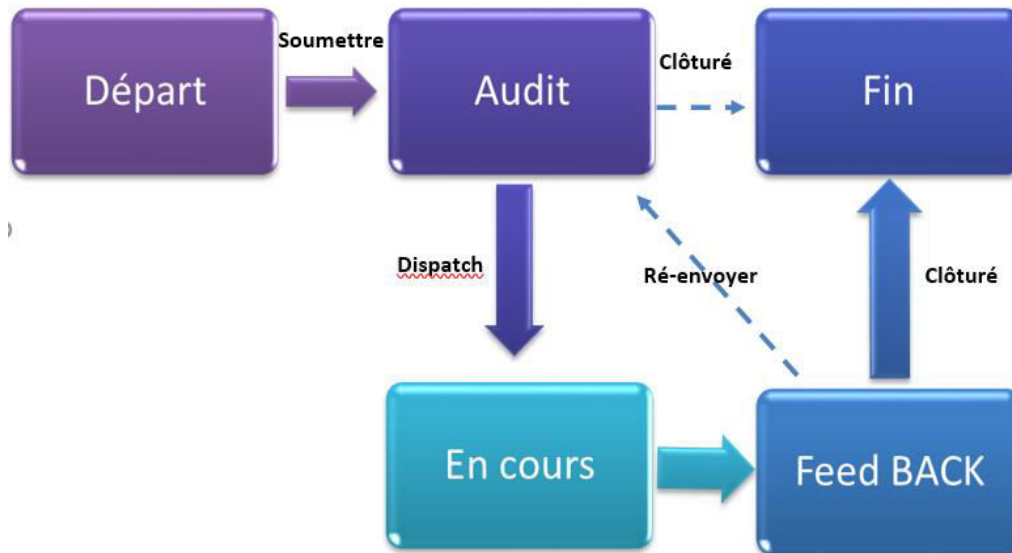 Soumettre
Départ
Audit
Clôturé
Fin
Dispatch
Ré-envoyer
Clôturé
En cours
Feed BACK